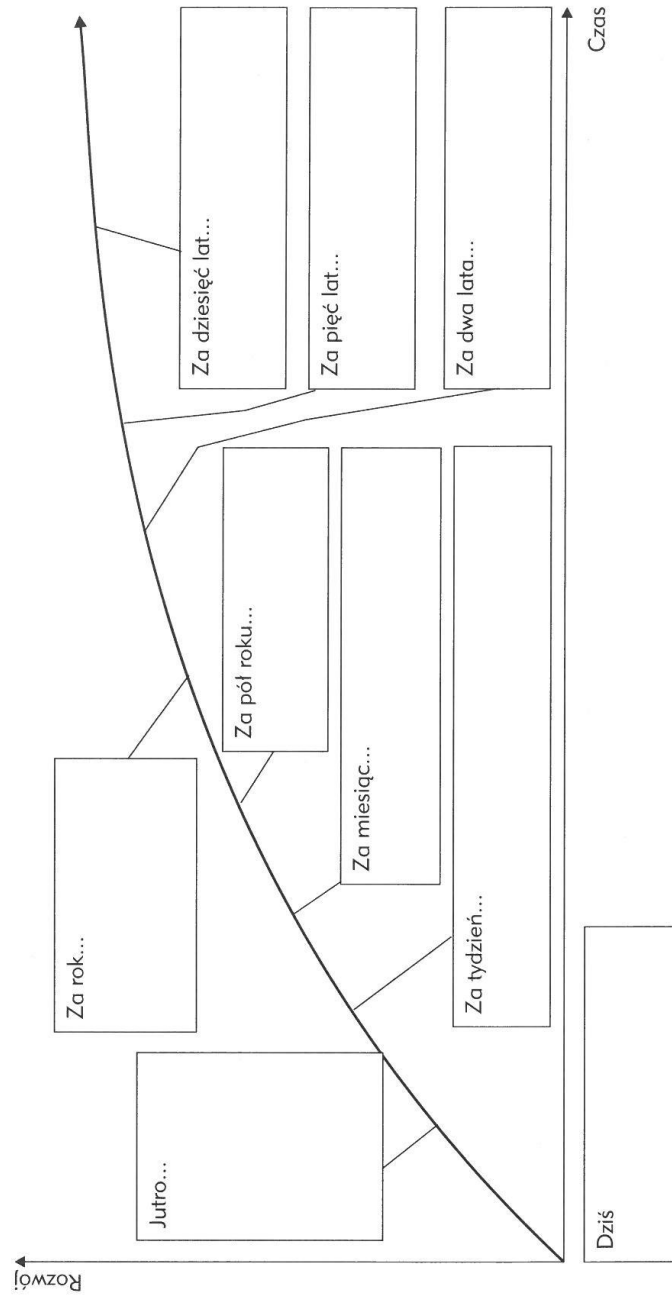 Rozwój
Jutro...
Za rok...
Za tydzień...
Za miesiąc...
Za pół roku...
Za dwa lata...
Za pięć lat...
Za dziesięć lat...
Dziś
Czas